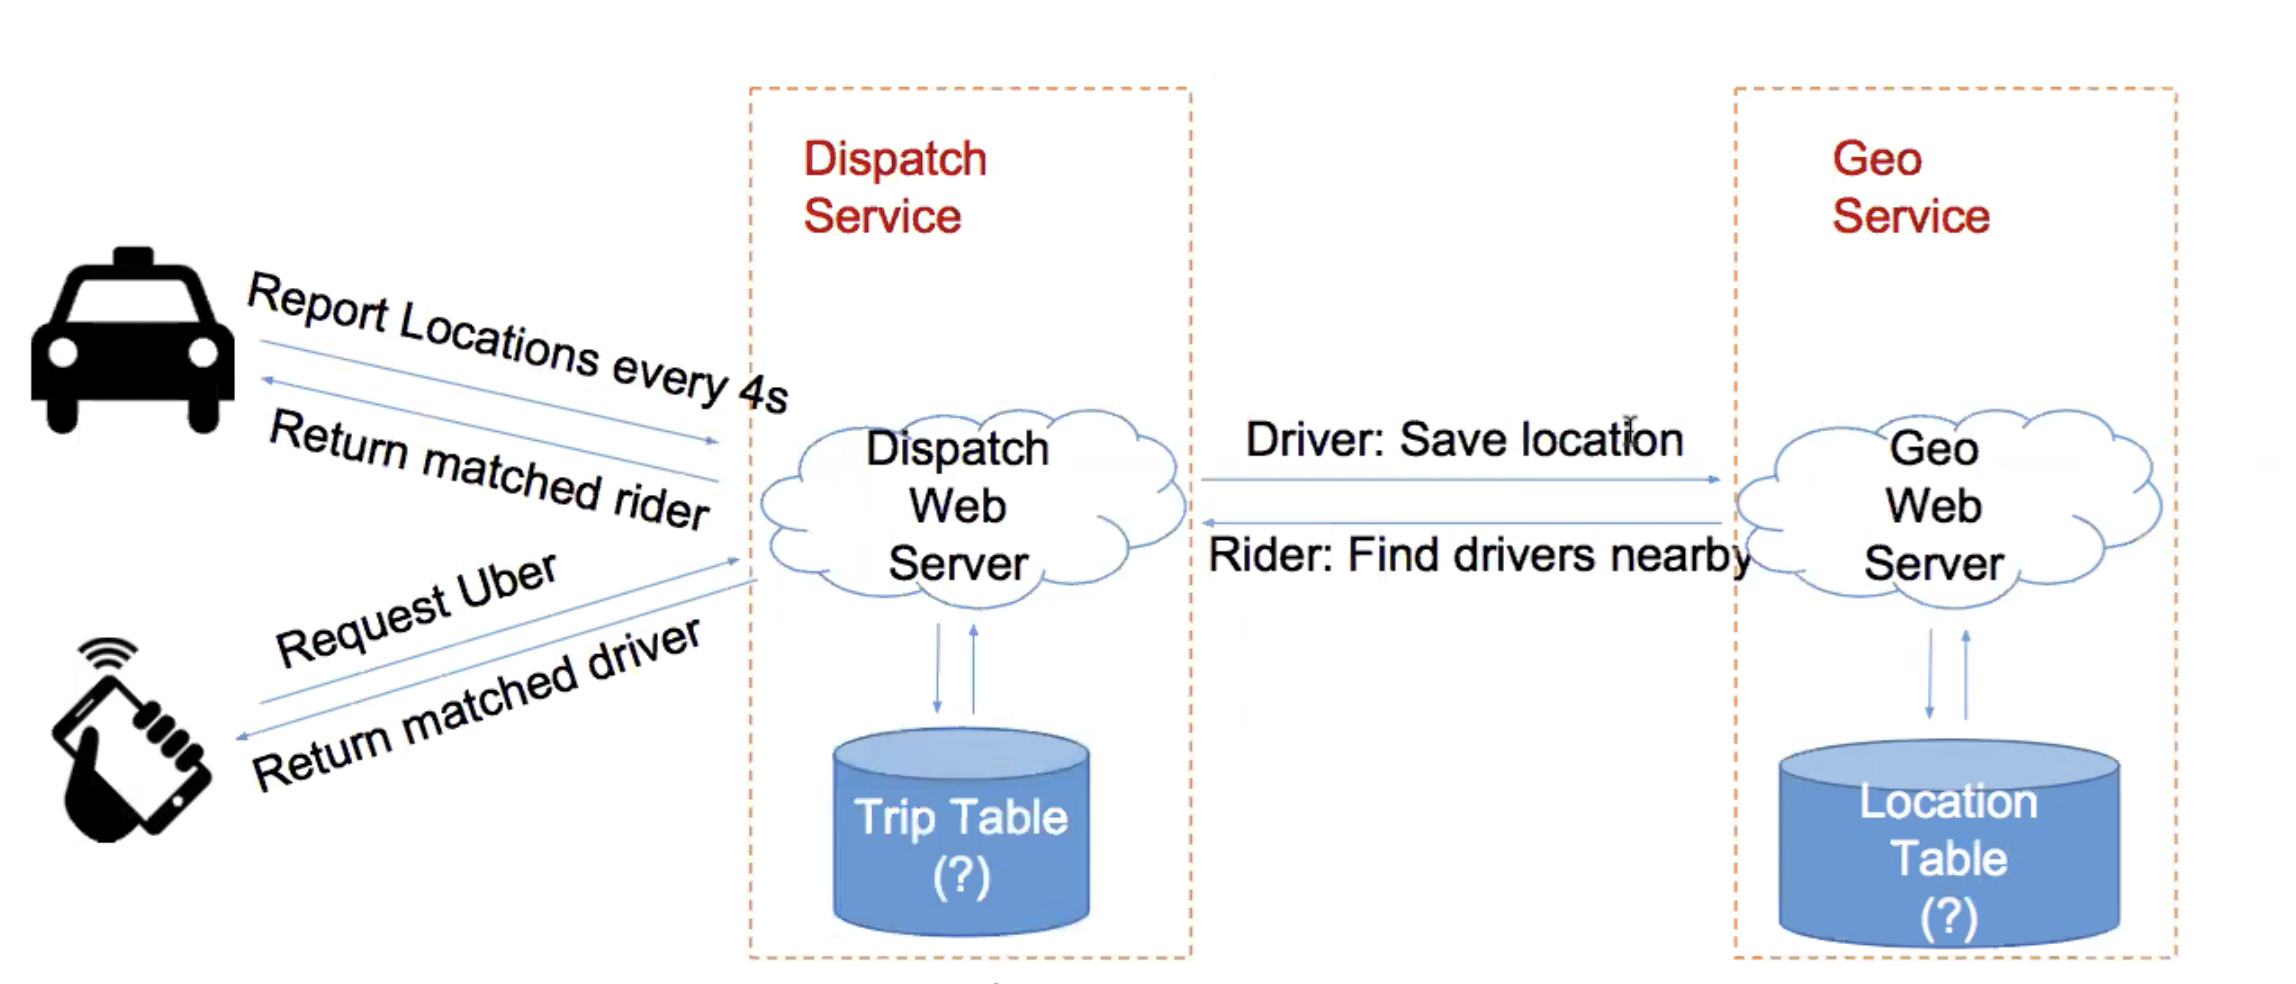 Dispatch
Service
Geo
Service
Report Locations every 4s
Return matched rider
Request Uber
Return matched driver
Dispatch
Web
Server
Driver: Save location
Rider: Find drivers nearby
Geo
Web
Server
Trip Table
(?)
Location
Table
(?)